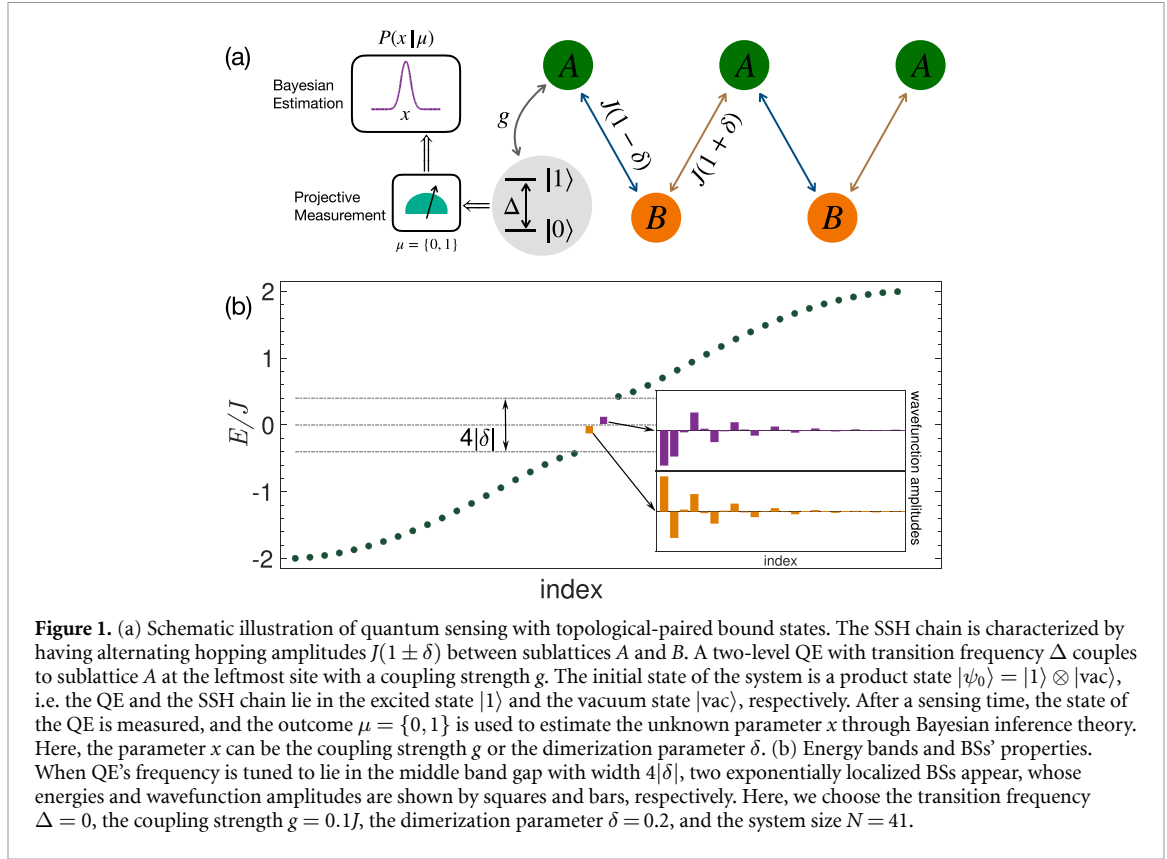 (a)
P(x|μ)
Bayesian
Estimation
x
Projective
Measurement
μ = {0, 1}
g
Δ
|1⟩
|0⟩
A
A
A
J(1 − δ)
J(1 + δ)
B
B
(b)
2
1
0
-1
-2
E/J
4|δ|
wavefunction amplitudes
index
index
Figure 1. (a) Schematic illustration of quantum sensing with topological-paired bound states. The SSH chain is characterized by
having alternating hopping amplitudes J(1 ± δ) between sublattices A and B. A two-level QE with transition frequency Δ couples
to sublattice A at the leftmost site with a coupling strength g. The initial state of the system is a product state |ψ₀⟩ = |1⟩ ⊗ |vac⟩,
i.e. the QE and the SSH chain lie in the excited state |1⟩ and the vacuum state |vac⟩, respectively. After a sensing time, the state of
the QE is measured, and the outcome μ = {0, 1} is used to estimate the unknown parameter x through Bayesian inference theory.
Here, the parameter x can be the coupling strength g or the dimerization parameter δ. (b) Energy bands and BSs’ properties.
When QE’s frequency is tuned to lie in the middle band gap with width 4|δ|, two exponentially localized BSs appear, whose
energies and wavefunction amplitudes are shown by squares and bars, respectively. Here, we choose the transition frequency
Δ = 0, the coupling strength g = 0.1J, the dimerization parameter δ = 0.2, and the system size N = 41.